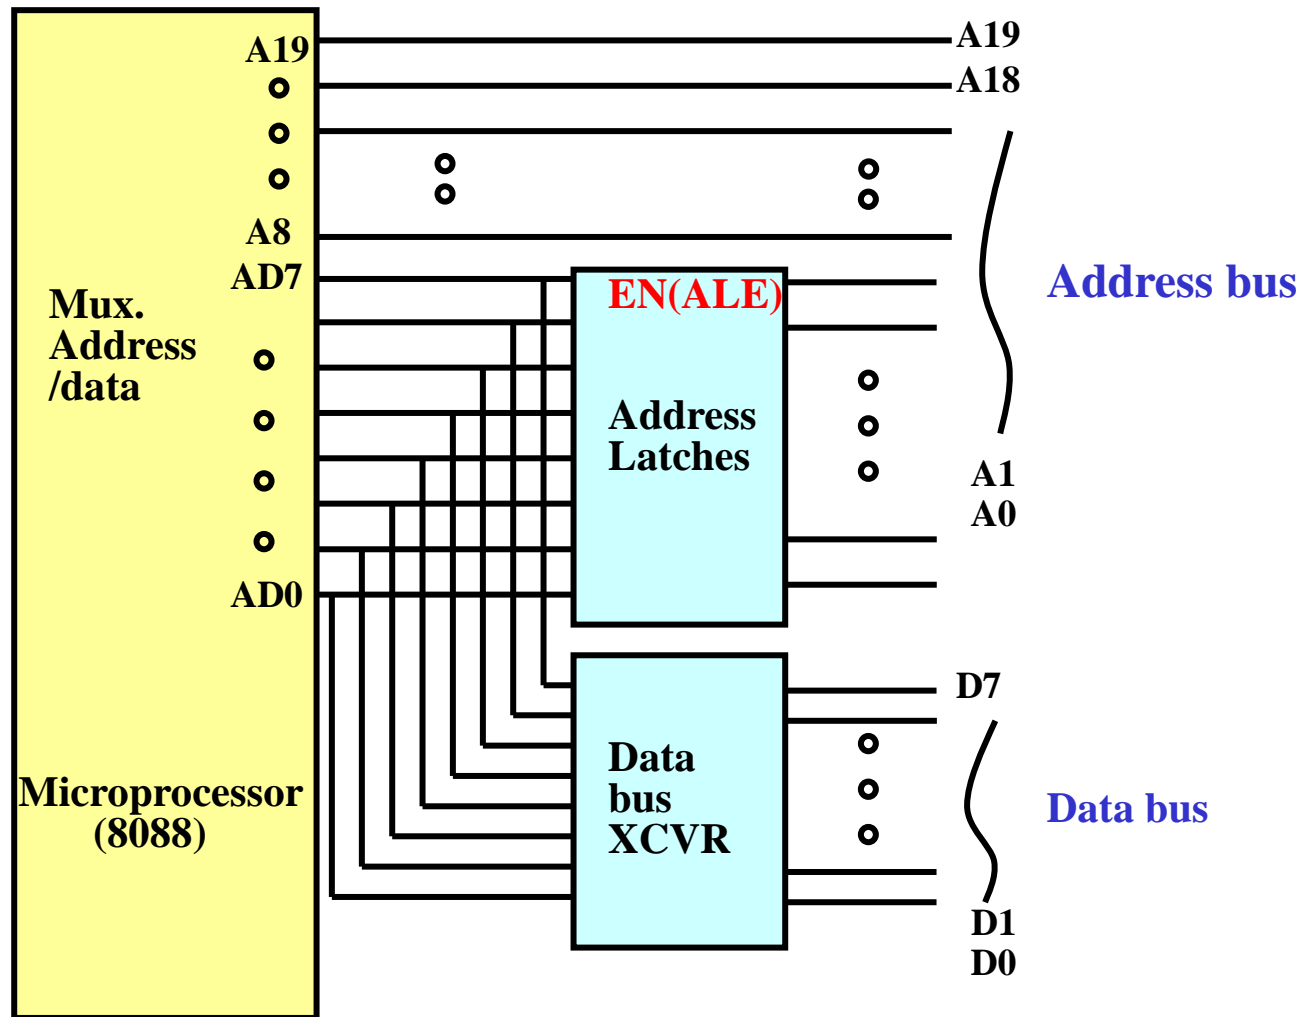 A19
A8
AD7
Mux.
Address
/data
AD0
Microprocessor
(8088)
EN(ALE)
Address
Latches
Data
bus
XCVR
A19
A18
Address bus
A1
A0
D7
Data bus
D1
D0